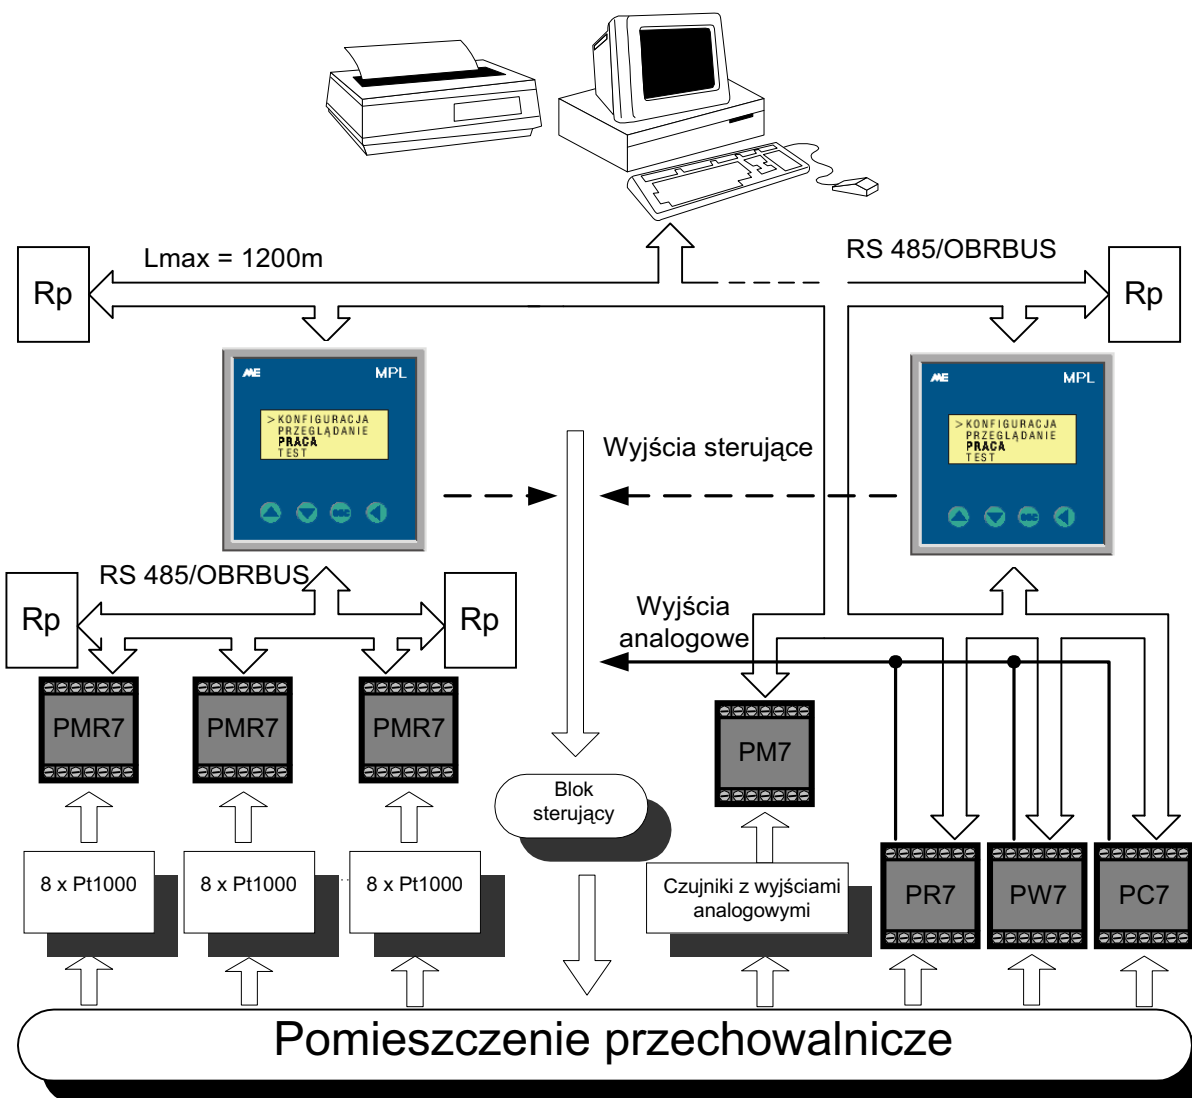 Lmax = 1200m
RS 485/OBRBUS
Rp
Rp
MPL
>KONFIGURACJA
PRZEGLĄDANIE
PRACA
TEST
esc
MPL
>KONFIGURACJA
PRZEGLĄDANIE
PRACA
TEST
esc
Wyjścia sterujące
RS 485/OBRBUS
Rp
Rp
Wyjścia
analogowe
PMR7
PMR7
PMR7
PM7
Blok
sterujący
8 x Pt1000
8 x Pt1000
8 x Pt1000
Czujniki z wyjściami
analogowymi
PR7
PW7
PC7
Pomieszczenie przechowalnicze